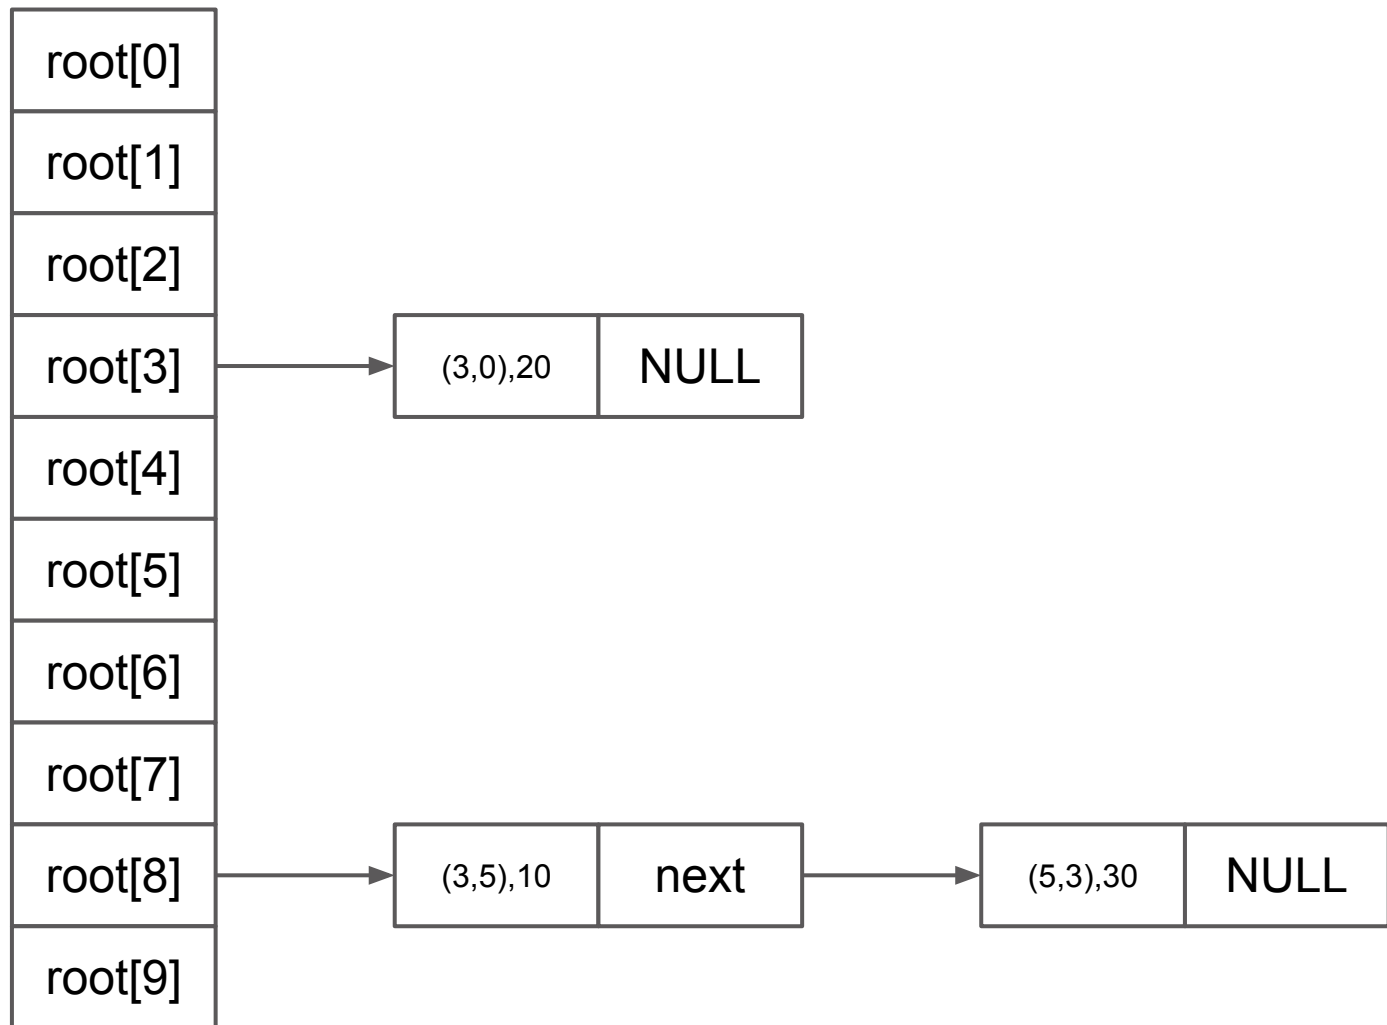 root[0]
root[1]
root[2]
root[3] (3,0),20 NULL
root[4]
root[5]
root[6]
root[7]
root[8] (3,5),10 next (5,3),30 NULL
root[9]